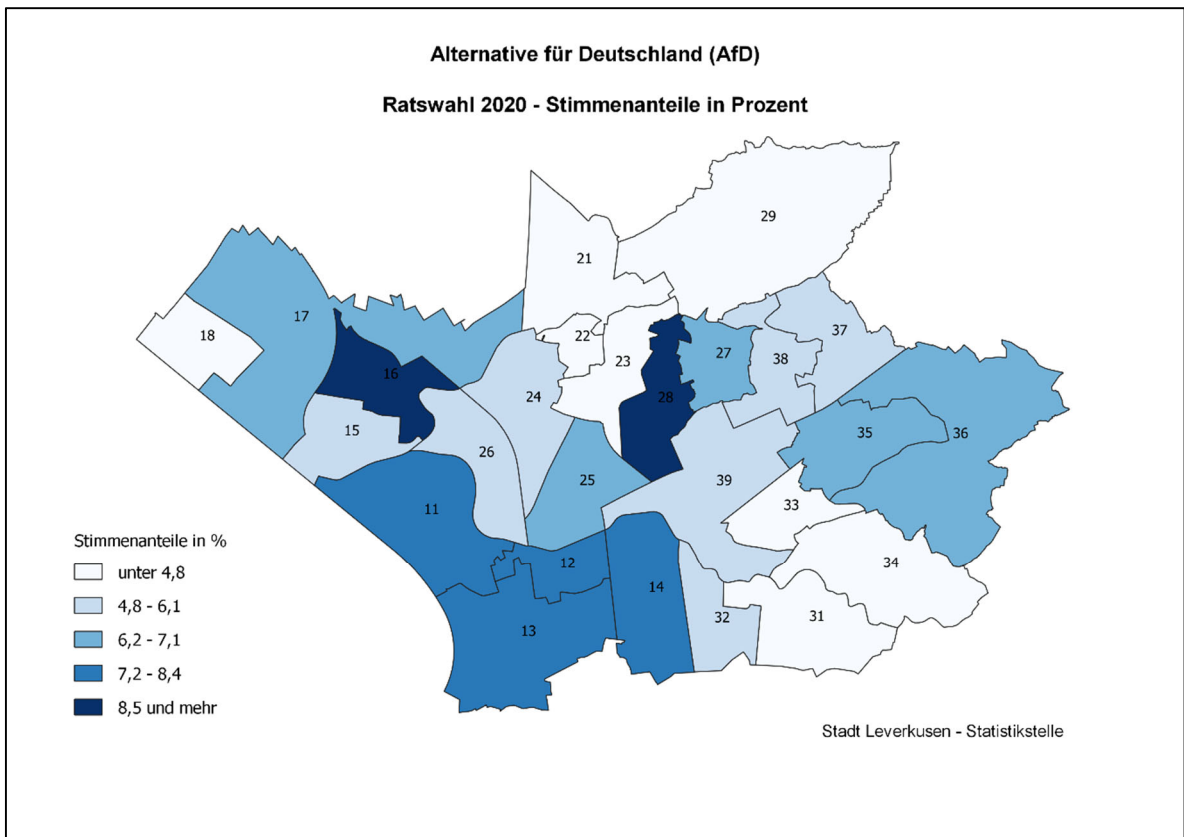 Alternative für Deutschland (AfD)
Ratswahl 2020 - Stimmenanteile in Prozent
29
21
17
37
18
22
23
27
38
16
24
28
15
35
36
26
25
39
11
33
12
34
14
31
32
13
Stimmenanteile in %
unter 4,8
4,8 - 6,1
6,2 - 7,1
7,2 - 8,4
8,5 und mehr
Stadt Leverkusen - Statistikstelle